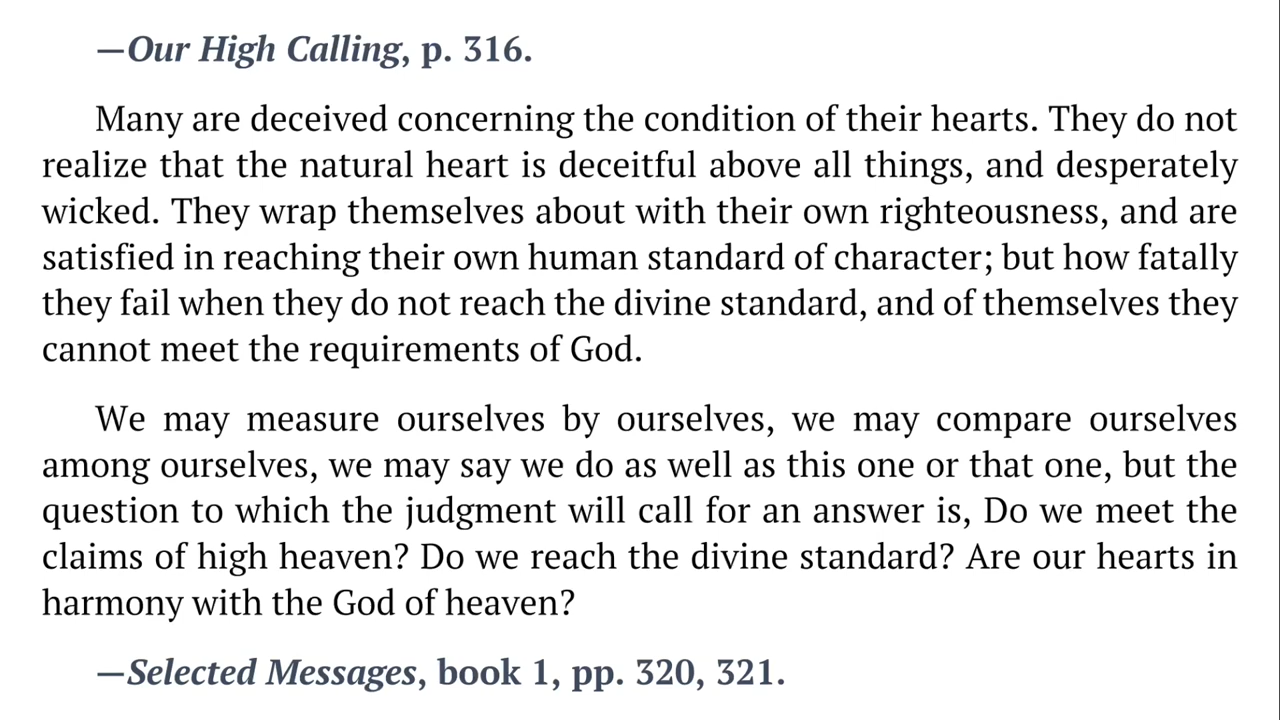 —Our High Calling, p. 316.
Many are deceived concerning the condition of their hearts. They do not
realize that the natural heart is deceitful above all things, and desperately
wicked. They wrap themselves about with their own righteousness, and are
satisfied in reaching their own human standard of character; but how fatally
they fail when they do not reach the divine standard, and of themselves they
cannot meet the requirements of God.
We may measure ourselves by ourselves, we may compare ourselves
among ourselves, we may say we do as well as this one or that one, but the
question to which the judgment will call for an answer is, Do we meet the
claims of high heaven? Do we reach the divine standard? Are our hearts in
harmony with the God of heaven?
—Selected Messages, book 1, pp. 320, 321.